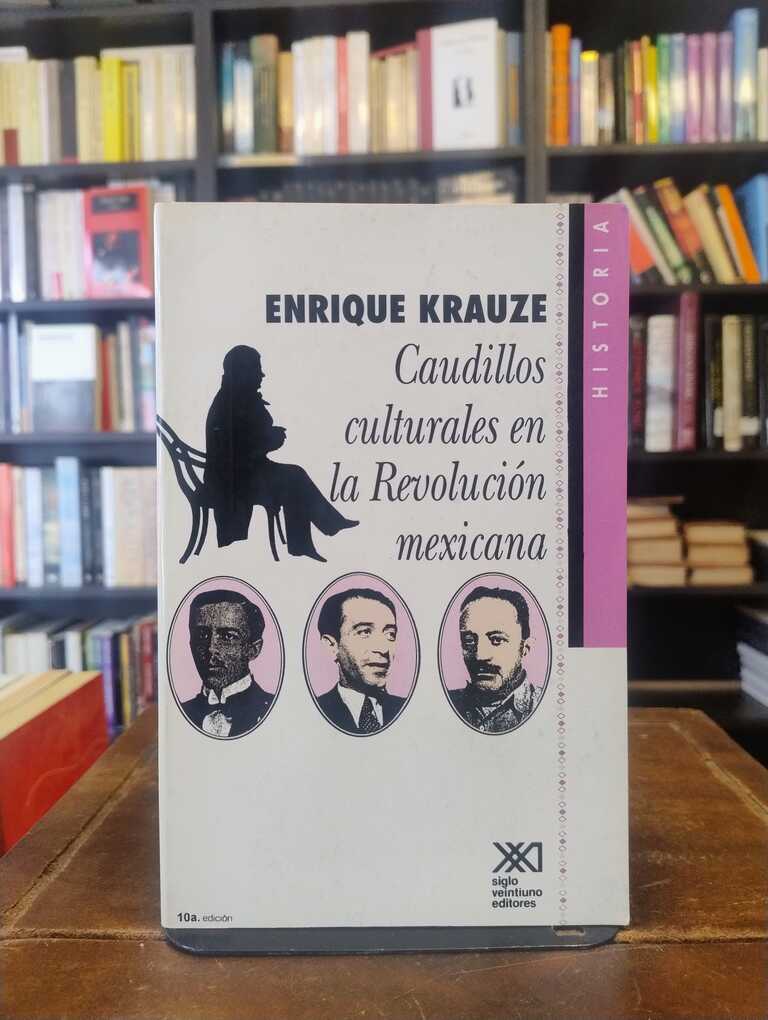 ENRIQUE KRAUZE
Caudillos
culturales en
la Revolución
mexicana
HISTORIA
siglo
veintiuno
editores
10a. edición